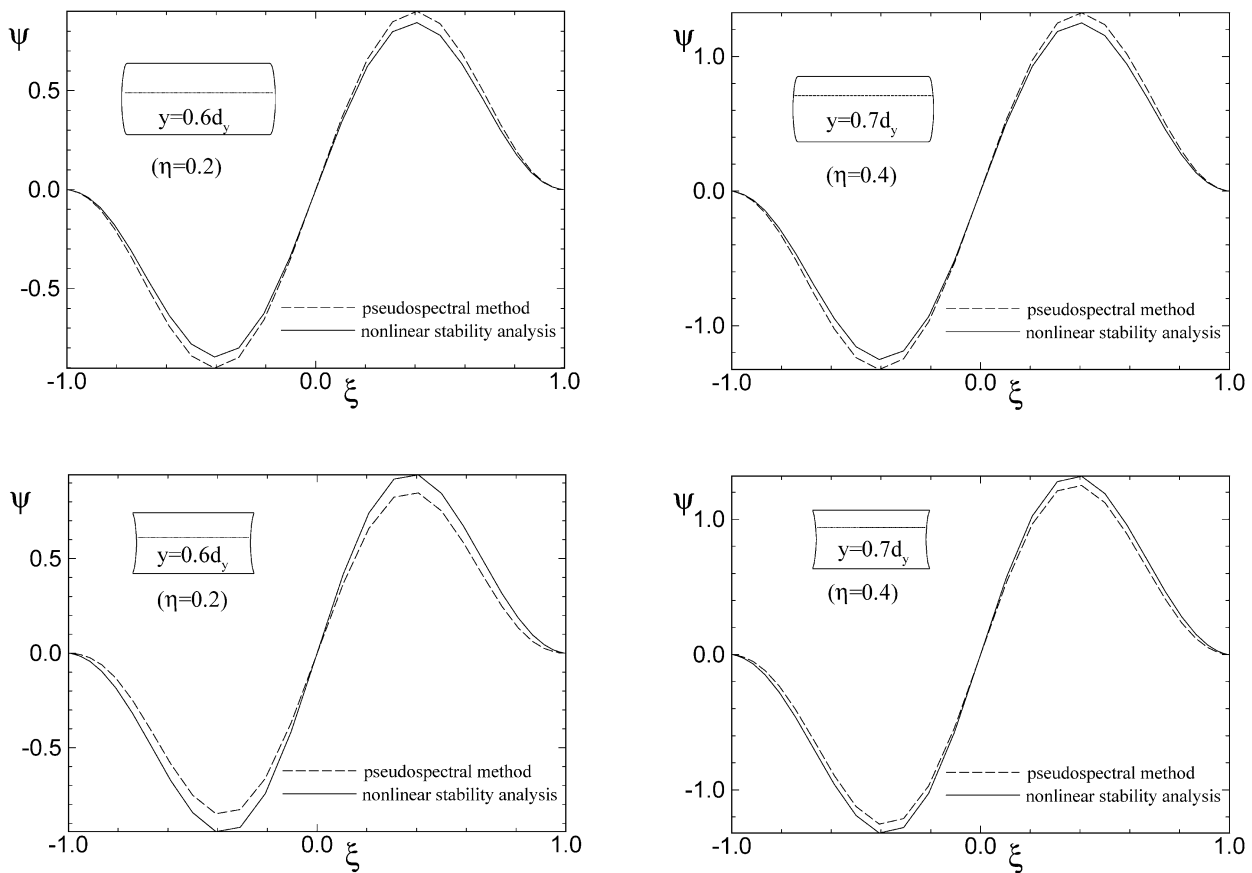 ψ
0.5
0.0
-0.5
y=0.6d_y
(η=0.2)
pseudospectral method
nonlinear stability analysis
-1.0 0.0 1.0
ξ
ψ
1.0
0.0
-1.0
y=0.7d_y
(η=0.4)
pseudospectral method
nonlinear stability analysis
-1.0 0.0 1.0
ξ
ψ
0.5
0.0
-0.5
y=0.6d_y
(η=0.2)
pseudospectral method
nonlinear stability analysis
-1.0 0.0 1.0
ξ
ψ
1.0
0.0
-1.0
y=0.7d_y
(η=0.4)
pseudospectral method
nonlinear stability analysis
-1.0 0.0 1.0
ξ